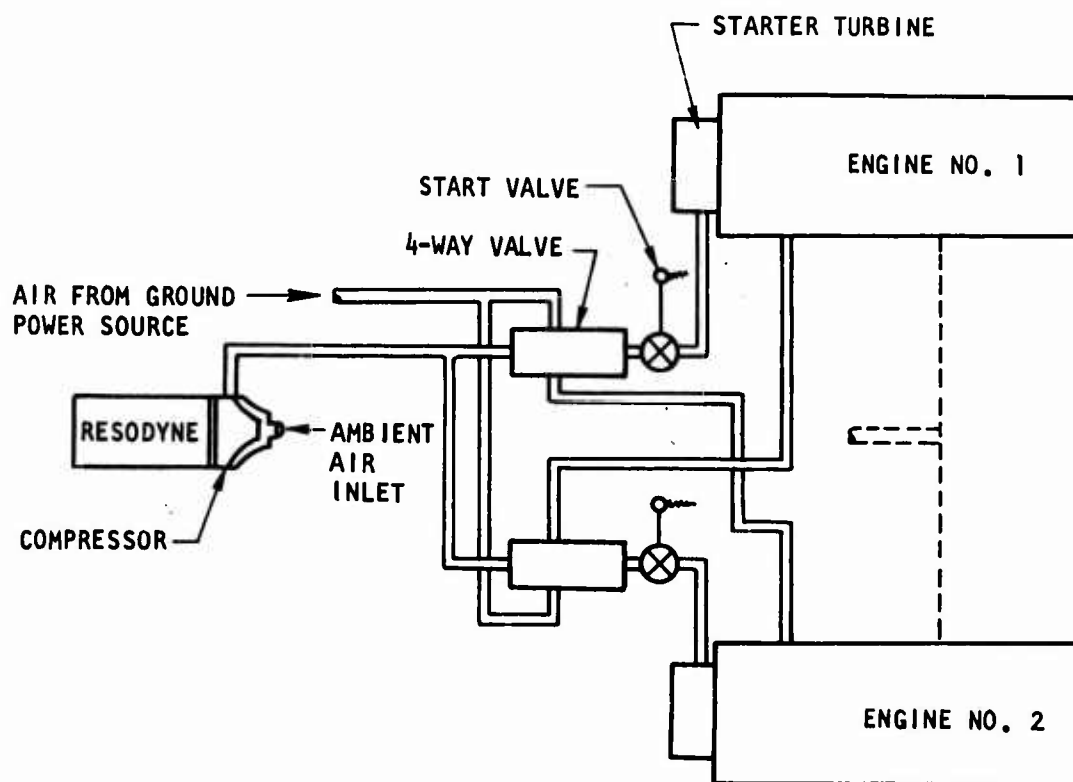 STARTER TURBINE
ENGINE NO. 1
START VALVE
4-WAY VALVE
AIR FROM GROUND
POWER SOURCE
RESODYNE
AMBIENT
AIR
INLET
COMPRESSOR
ENGINE NO. 2